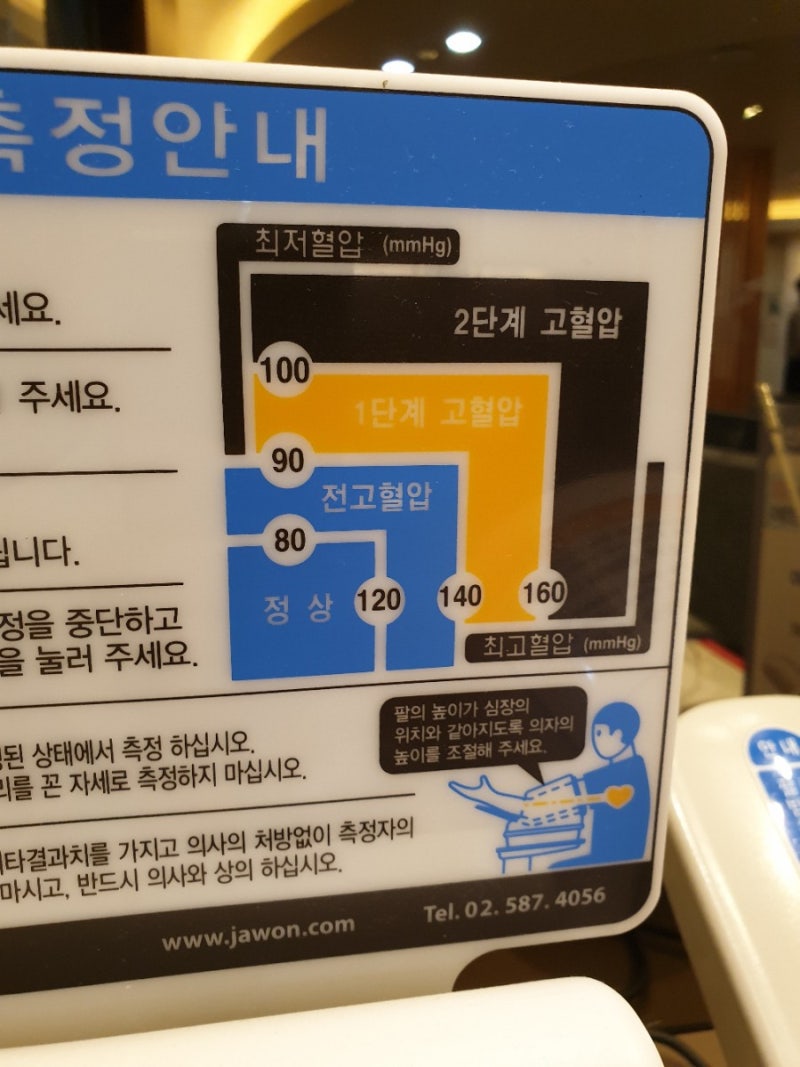 측정안내
세요.
주세요.
십니다.
정을 중단하고
을 눌러 주세요.
최저혈압 (mmHg)
2단계 고혈압
100
1단계 고혈압
90
전고혈압
80
정 상
120
140
160
최고혈압 (mmHg)
된 상태에서 측정 하십시오.
리를 꼰 자세로 측정하지 마십시오.
팔의 높이가 심장의
위치와 같아지도록 의자의
높이를 조절해 주세요.
타결과치를 가지고 의사의 처방없이 측정자의
마시고, 반드시 의사와 상의 하십시오.
www.jawon.com
Tel. 02. 587. 4056
안내